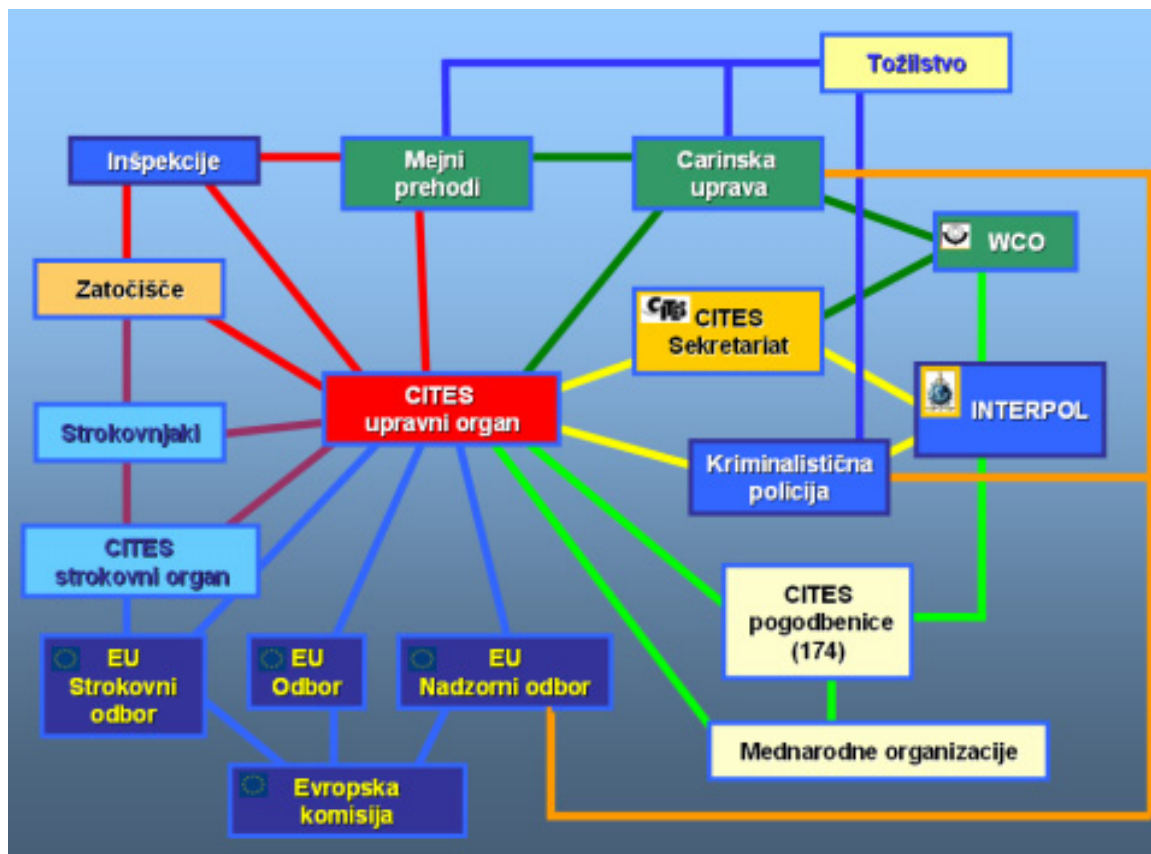 Tožilstvo
Inšpekcije
Mejni
prehodi
Carinska
uprava
WCO
Zatočišče
CITES
CITES
Sekretariat
CITES
upravni organ
INTERPOL
Strokovnjaki
Kriminalistična
policija
CITES
strokovni organ
CITES
pogodbenice
(174)
EU
Strokovni
odbor
EU
Odbor
EU
Nadzorni odbor
Mednarodne organizacije
Evropska
komisija